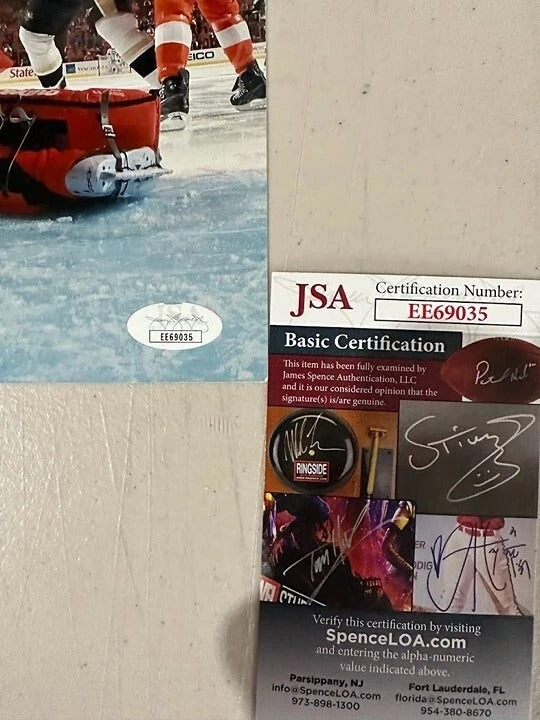 State
GEICO
EE69035
JSA
Certification Number:
EE69035
Basic Certification
This item has been fully examined by
James Spence Authentication, LLC
and it is our considered opinion that the
signature(s) is/are genuine.
RINGSIDE
Verify this certification by visiting
SpenceLOA.com
and entering the alpha-numeric
value indicated above.
Parsippany, NJ
info@SpenceLOA.com
973-898-1300
Fort Lauderdale, FL
florida@SpenceLOA.com
954-380-8670